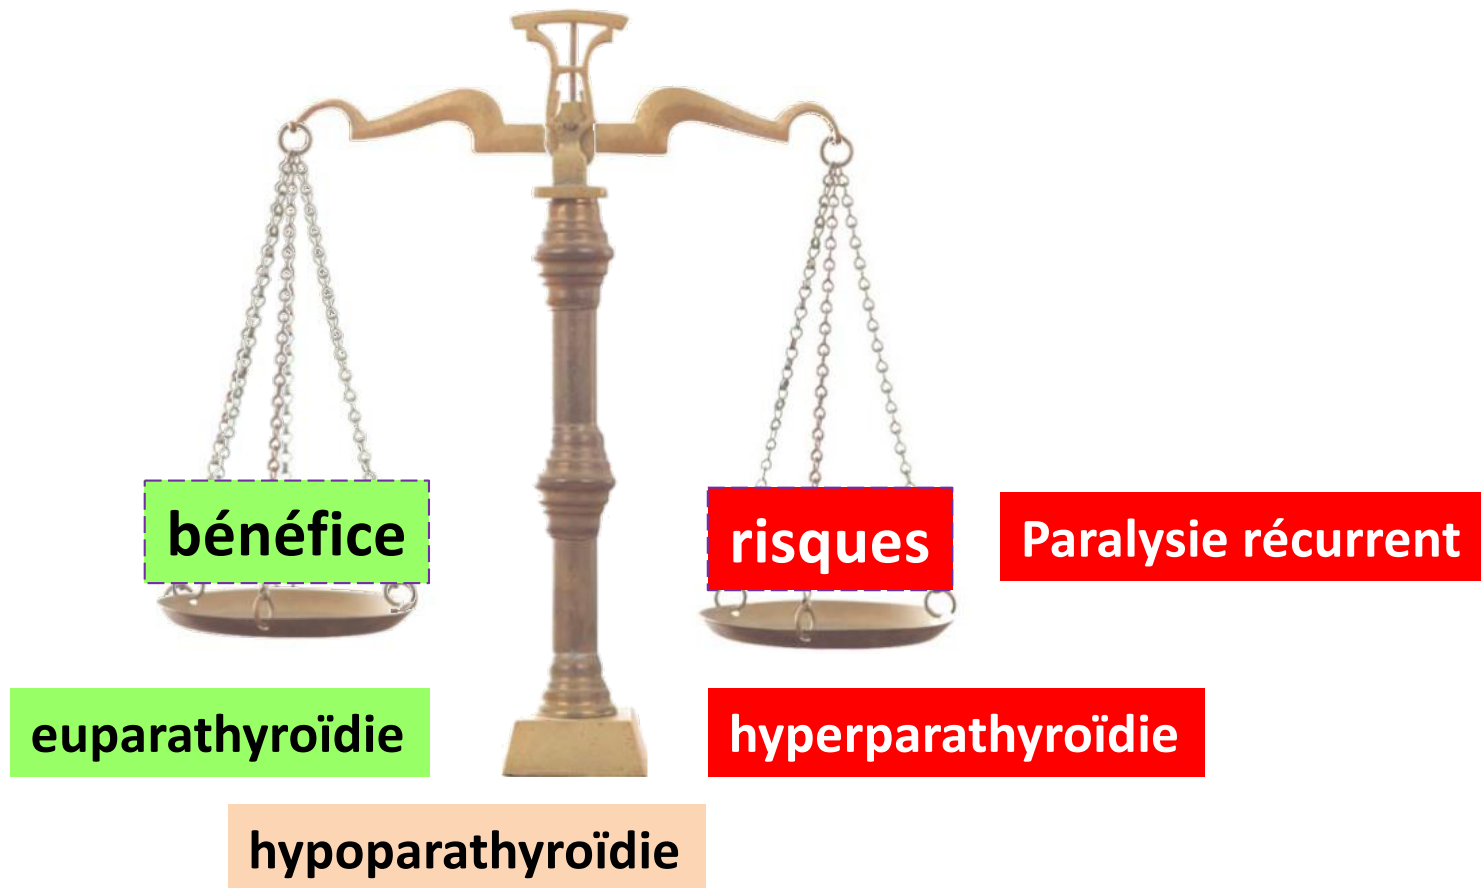 bénéfice
risques
Paralysie récurrent
euparathyroïdie
hyperparathyroïdie
hypoparathyroïdie